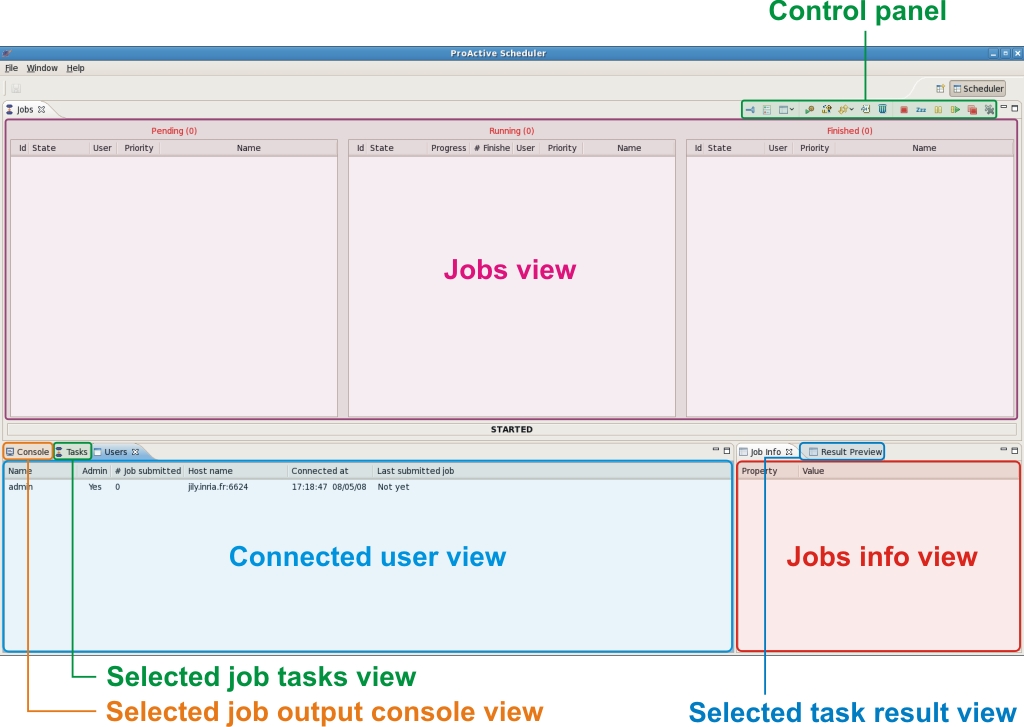 Control panel
ProActive Scheduler
File Window Help
Scheduler
Jobs
Pending (0) Running (0) Finished (0)
Id State User Priority Name Id State Progress # Finishe User Priority Name Id State User Priority Name
Jobs view
STARTED
Console Tasks Users Job Info Result Preview
Name Admin # Job submitted Host name Connected at Last submitted job Property Value
admin Yes 0 jily.inria.fr:6624 17:18:47 08/05/08 Not yet
Connected user view Jobs info view
Selected job tasks view
Selected job output console view Selected task result view